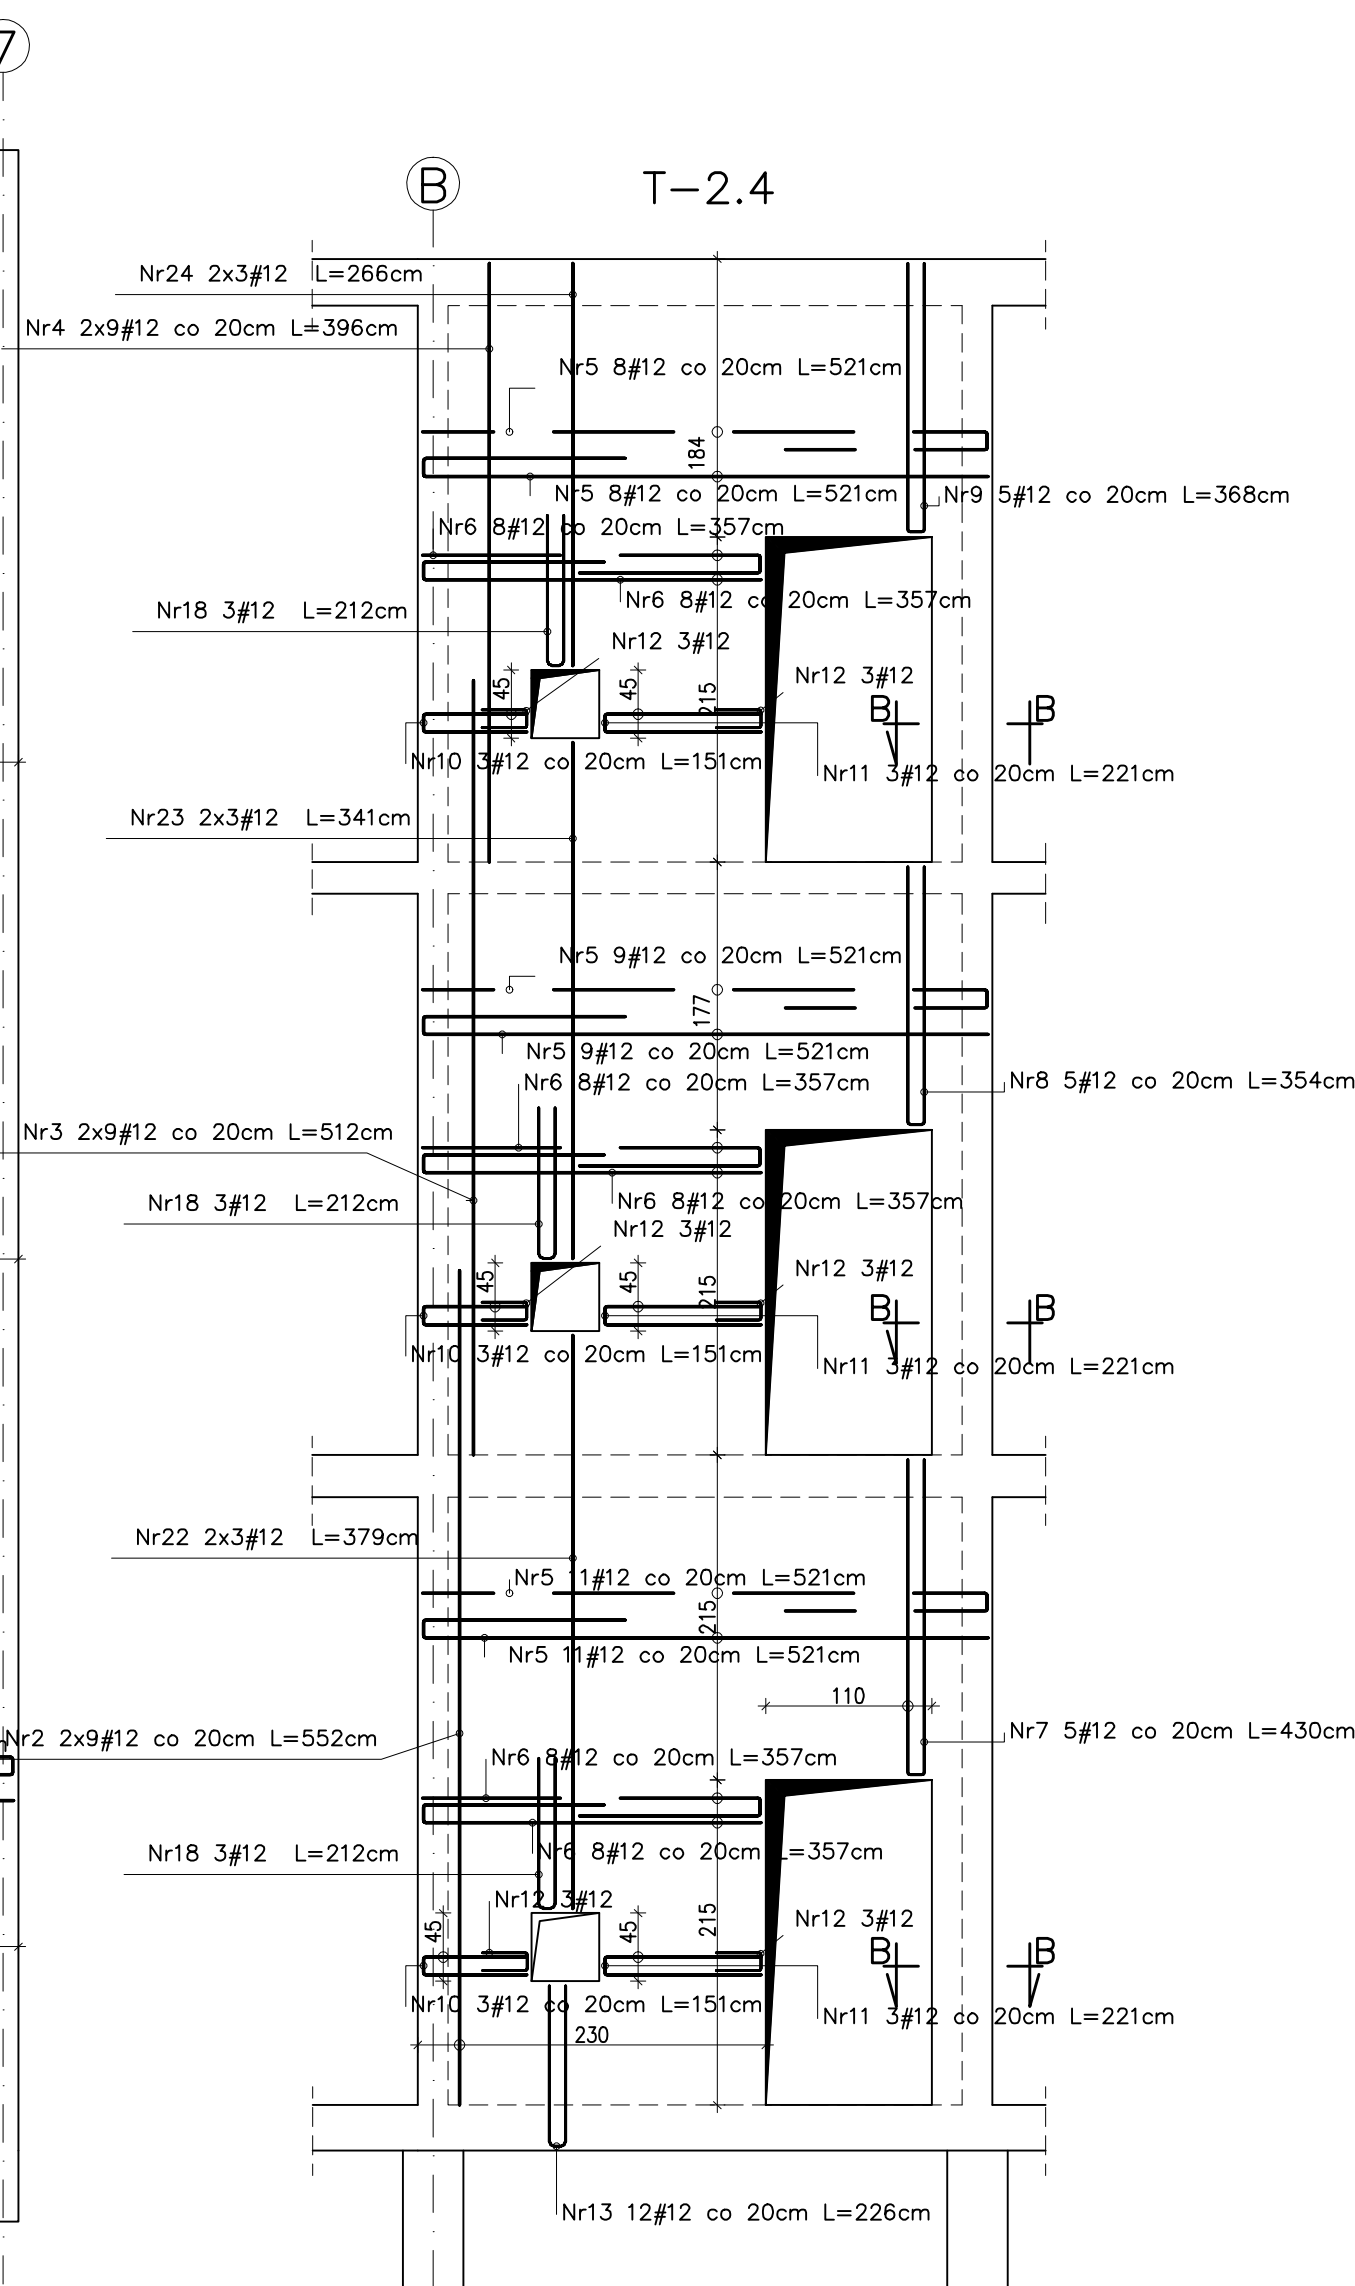 7
B
T-2.4
Nr24 2x3#12 L=266cm
Nr4 2x9#12 co 20cm L=396cm
Nr5 8#12 co 20cm L=521cm
184
Nr5 8#12 co 20cm L=521cm
Nr9 5#12 co 20cm L=368cm
Nr6 8#12 co 20cm L=357cm
Nr6 8#12 co 20cm L=357cm
Nr18 3#12 L=212cm
Nr12 3#12
Nr12 3#12
45
45
215
B
B
Nr10 3#12 co 20cm L=151cm
Nr11 3#12 co 20cm L=221cm
Nr23 2x3#12 L=341cm
Nr5 9#12 co 20cm L=521cm
177
Nr5 9#12 co 20cm L=521cm
Nr6 8#12 co 20cm L=357cm
Nr8 5#12 co 20cm L=354cm
Nr3 2x9#12 co 20cm L=512cm
Nr18 3#12 L=212cm
Nr6 8#12 co 20cm L=357cm
Nr12 3#12
Nr12 3#12
45
45
215
B
B
Nr10 3#12 co 20cm L=151cm
Nr11 3#12 co 20cm L=221cm
Nr22 2x3#12 L=379cm
Nr5 11#12 co 20cm L=521cm
215
Nr5 11#12 co 20cm L=521cm
110
Nr2 2x9#12 co 20cm L=552cm
Nr7 5#12 co 20cm L=430cm
Nr6 8#12 co 20cm L=357cm
Nr18 3#12 L=212cm
Nr6 8#12 co 20cm L=357cm
Nr12 3#12
Nr12 3#12
45
45
215
B
B
Nr10 3#12 co 20cm L=151cm
Nr11 3#12 co 20cm L=221cm
230
Nr13 12#12 co 20cm L=226cm